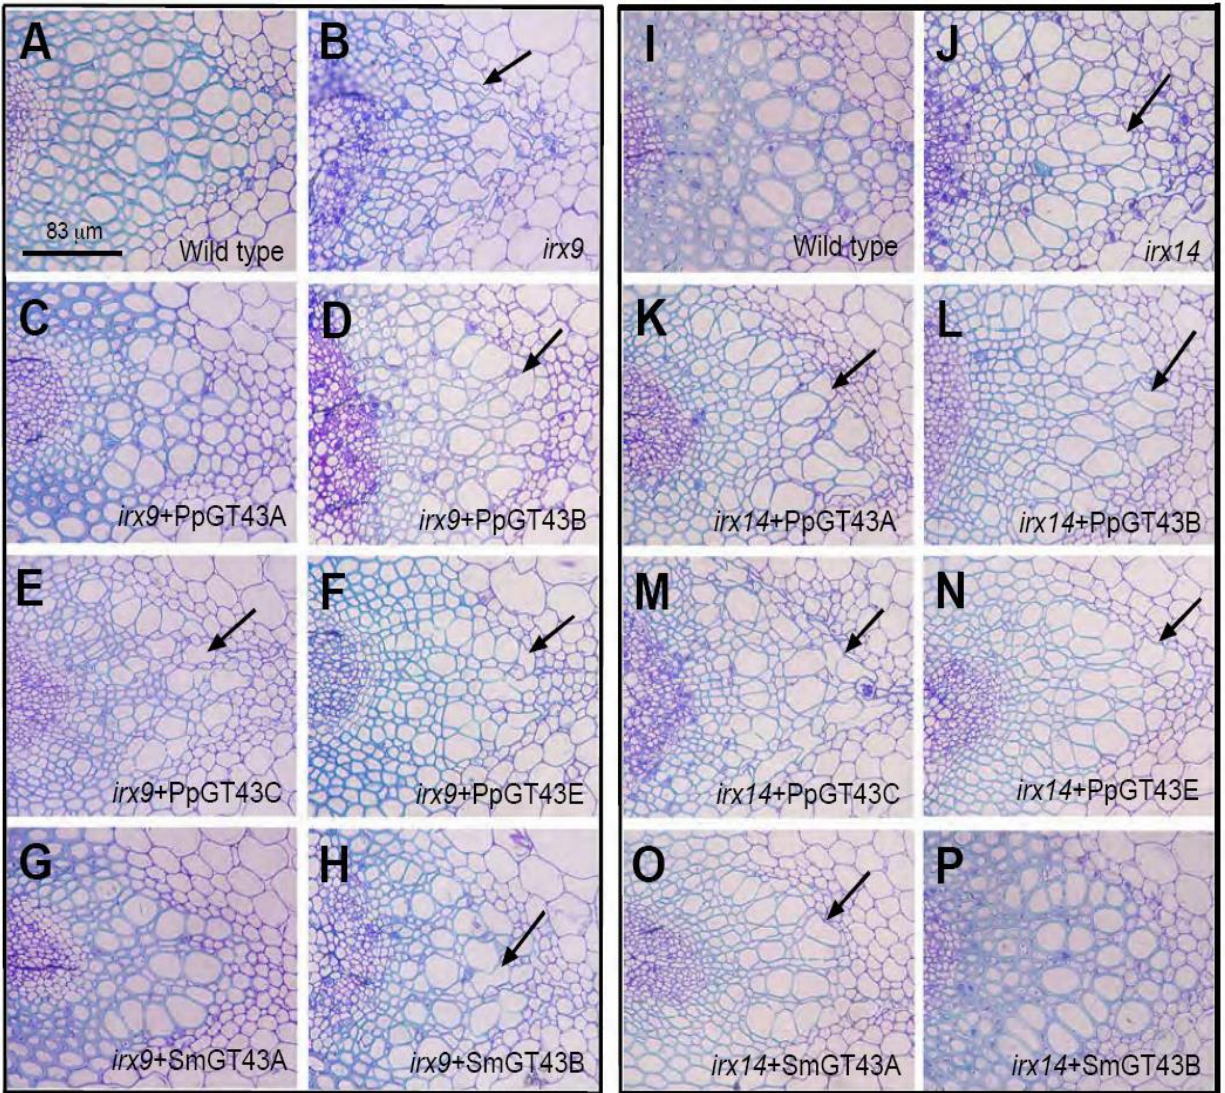 A
83 μm
Wild type
B
irx9
C
irx9+PpGT43A
D
irx9+PpGT43B
E
irx9+PpGT43C
F
irx9+PpGT43E
G
irx9+SmGT43A
H
irx9+SmGT43B
I
Wild type
J
irx14
K
irx14+PpGT43A
L
irx14+PpGT43B
M
irx14+PpGT43C
N
irx14+PpGT43E
O
irx14+SmGT43A
P
irx14+SmGT43B